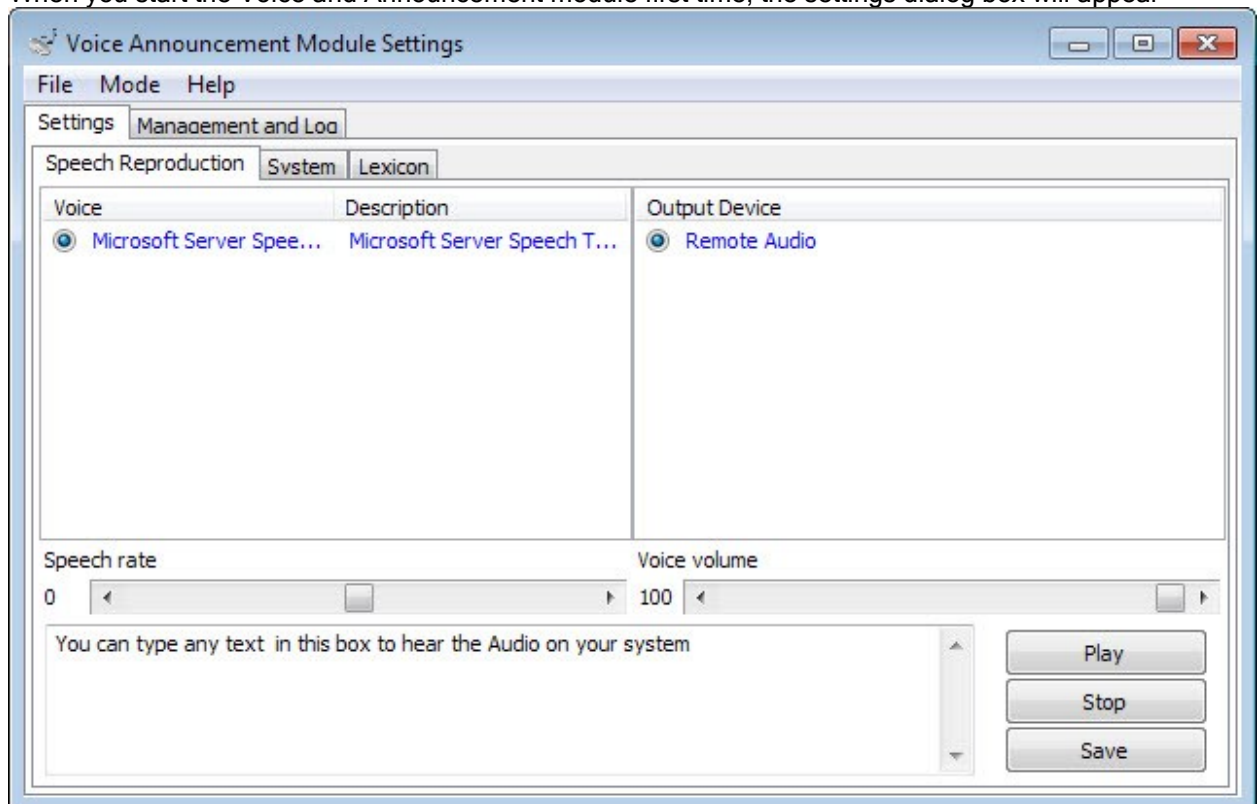 When you start the Voice and Announcement module first time, the settings dialog box will appear
Voice Announcement Module Settings
File Mode Help
Settings Management and Log
Speech Reproduction System Lexicon
Voice Description Output Device
Microsoft Server Spee... Microsoft Server Speech T... Remote Audio
Speech rate Voice volume
0 100
You can type any text in this box to hear the Audio on your system
Play
Stop
Save